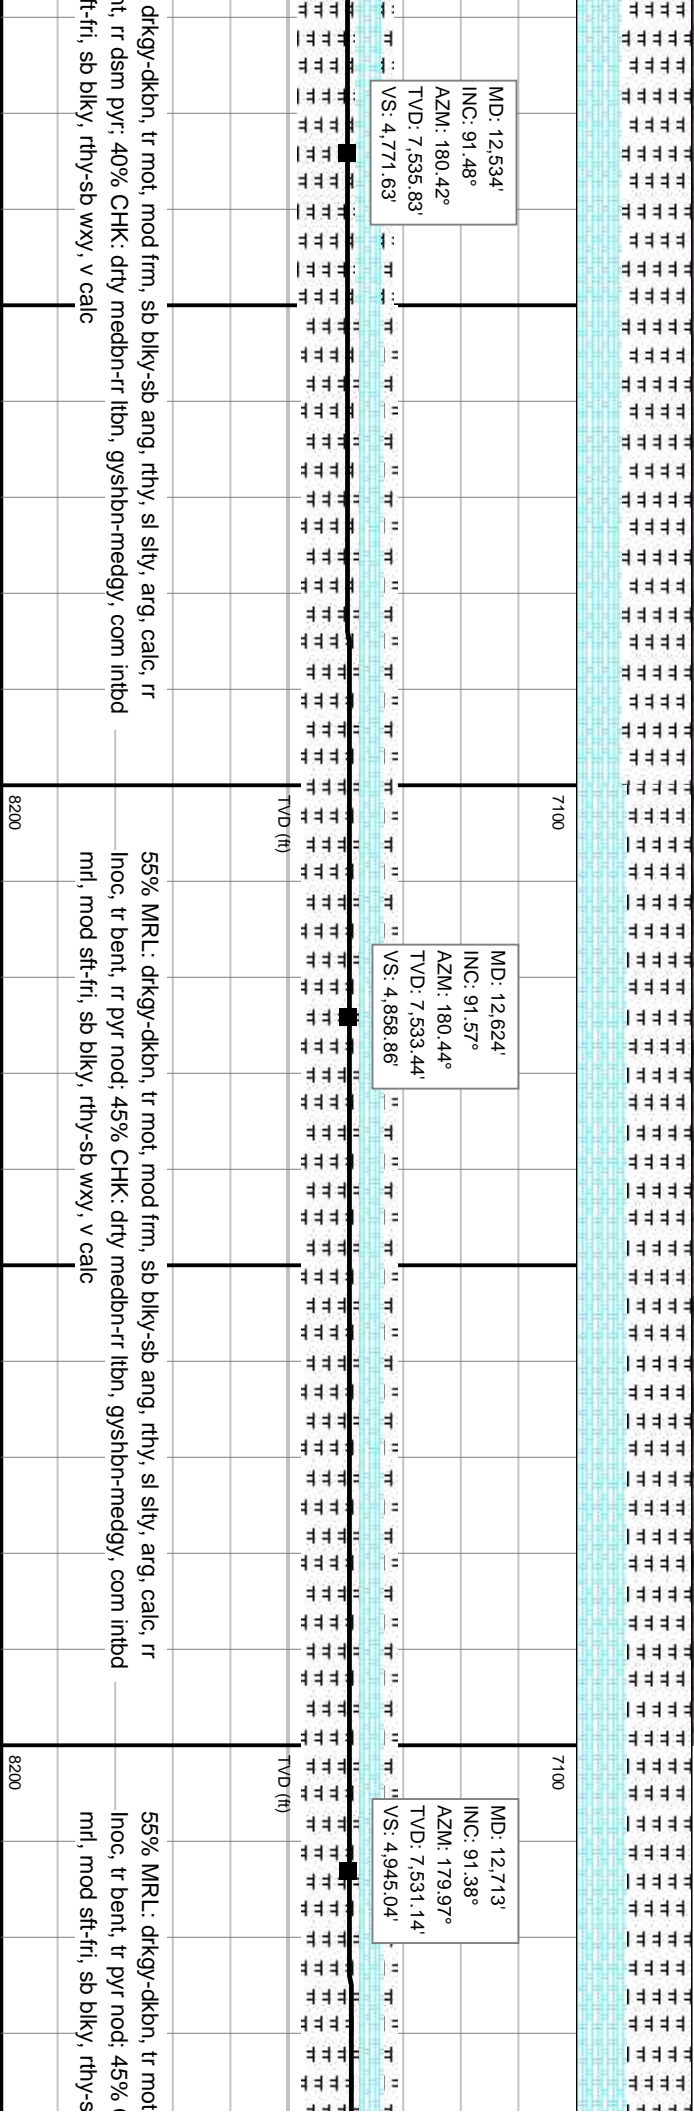 MD: 12,534'
INC: 91.48°
AZM: 180.42°
TVD: 7,535.83'
VS: 4,771.63'
drkgy-dkbn, tr mot, mod frm, sb blky-sb ang, rthy, sl slty, arg, calc, rr
nt, rr dsm pyr; 40% CHK: drty medbn-rr ltbn, gyshbn-medgy, com intbd
ft-fri, sb blky, rthy-sb wxy, v calc
7100
TVD (ft)
8200
MD: 12,624'
INC: 91.57°
AZM: 180.44°
TVD: 7,533.44'
VS: 4,858.86'
55% MRL: drkgy-dkbn, tr mot, mod frm, sb blky-sb ang, rthy, sl slty, arg, calc, rr
Inoc, tr bent, rr pyr nod; 45% CHK: drty medbn-rr ltbn, gyshbn-medgy, com intbd
mrl, mod sft-fri, sb blky, rthy-sb wxy, v calc
7100
TVD (ft)
8200
MD: 12,713'
INC: 91.38°
AZM: 179.97°
TVD: 7,531.14'
VS: 4,945.04'
55% MRL: drkgy-dkbn, tr mot
Inoc, tr bent, tr pyr nod; 45%
mrl, mod sft-fri, sb blky, rthy-s